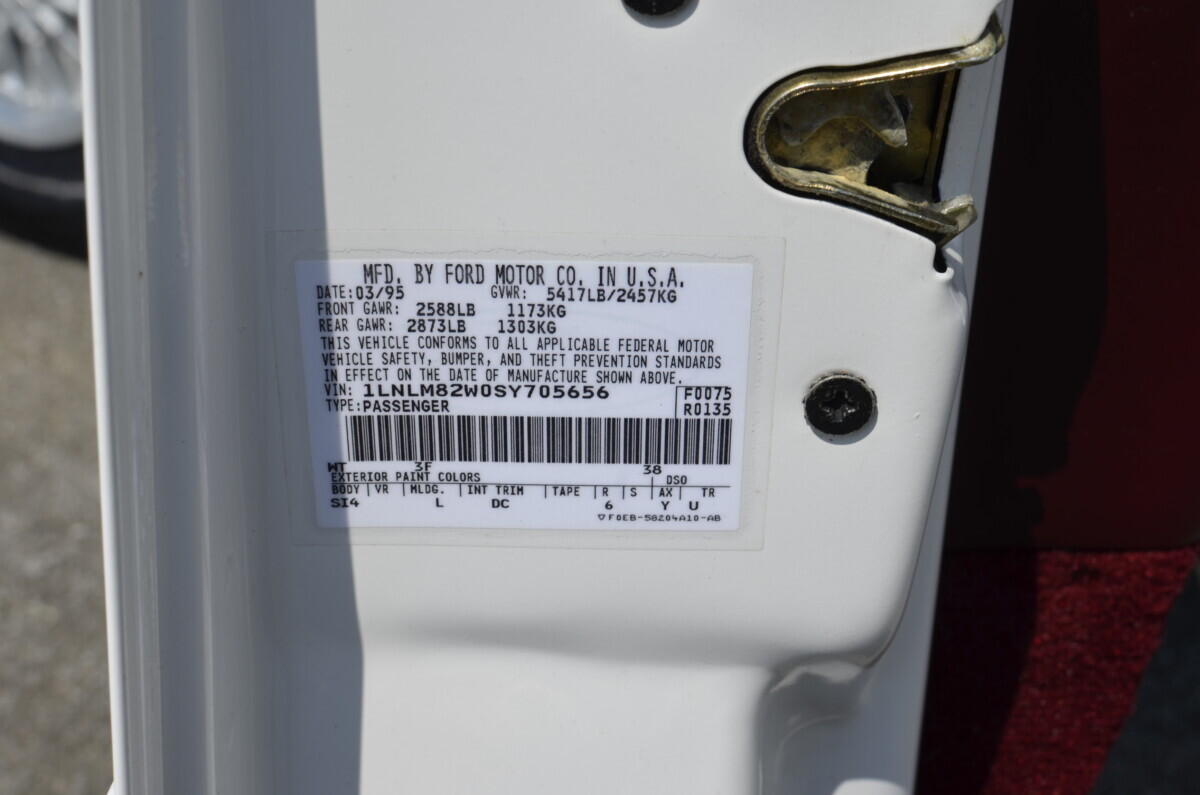 MFD. BY FORD MOTOR CO. IN U.S.A.
DATE: 03/95 GVWR: 5417LB/2457KG
FRONT GAWR: 2588LB 1173KG
REAR GAWR: 2873LB 1303KG
THIS VEHICLE CONFORMS TO ALL APPLICABLE FEDERAL MOTOR
VEHICLE SAFETY, BUMPER, AND THEFT PREVENTION STANDARDS
IN EFFECT ON THE DATE OF MANUFACTURE SHOWN ABOVE.
VIN: 1LNLM82W0SY705656 F0075
TYPE: PASSENGER R0135
WT 3F 38
EXTERIOR PAINT COLORS DSO
BODY VR MLDG. INT TRIM TAPE R S AX TR
SI4 L DC 6 Y U
▽F0EB-58204A10-AB